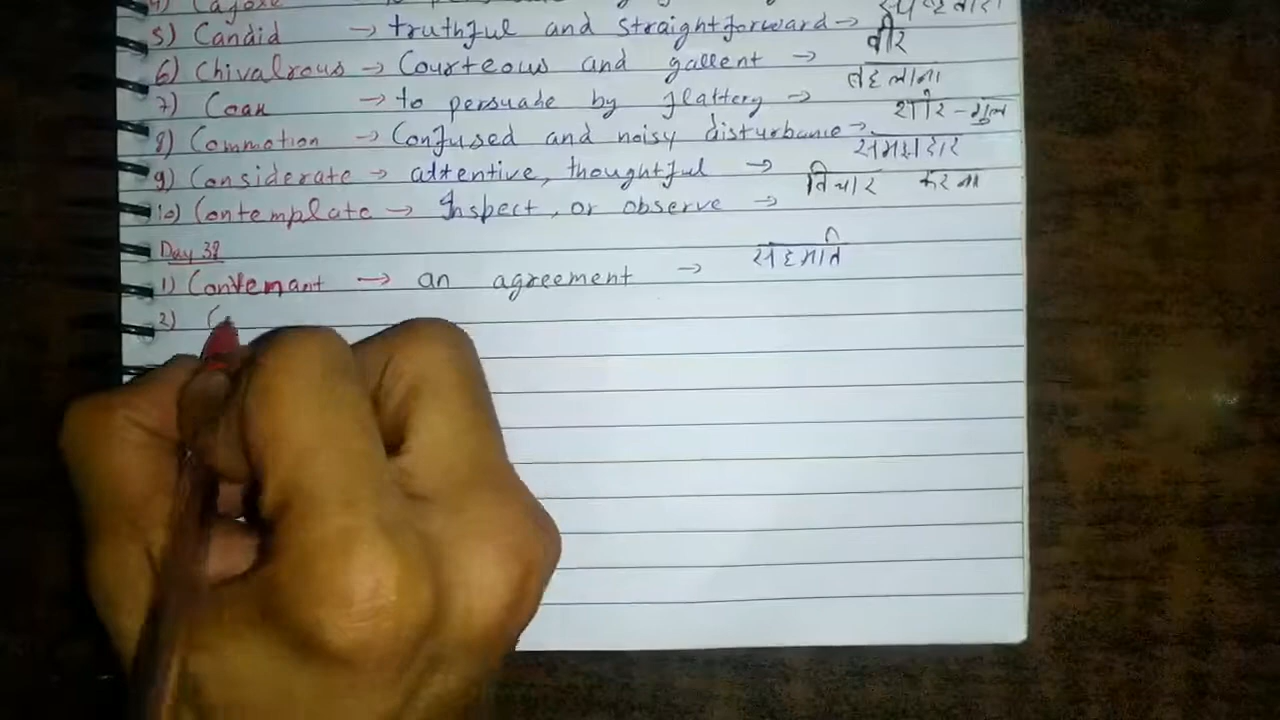 5) Candid → truthful and straightforward →
6) Chivalrous → Courteous and gallent → वीर
7) Coax → to persuade by flattery → बहलाना
8) Commotion → Confused and noisy disturbance → शोर-गुल
9) Considerate → attentive, thoughtful → समझदार
10) Contemplate → Inspect, or observe → विचार करना
Day 38
1) Convemant → an agreement → सहमति
2) C